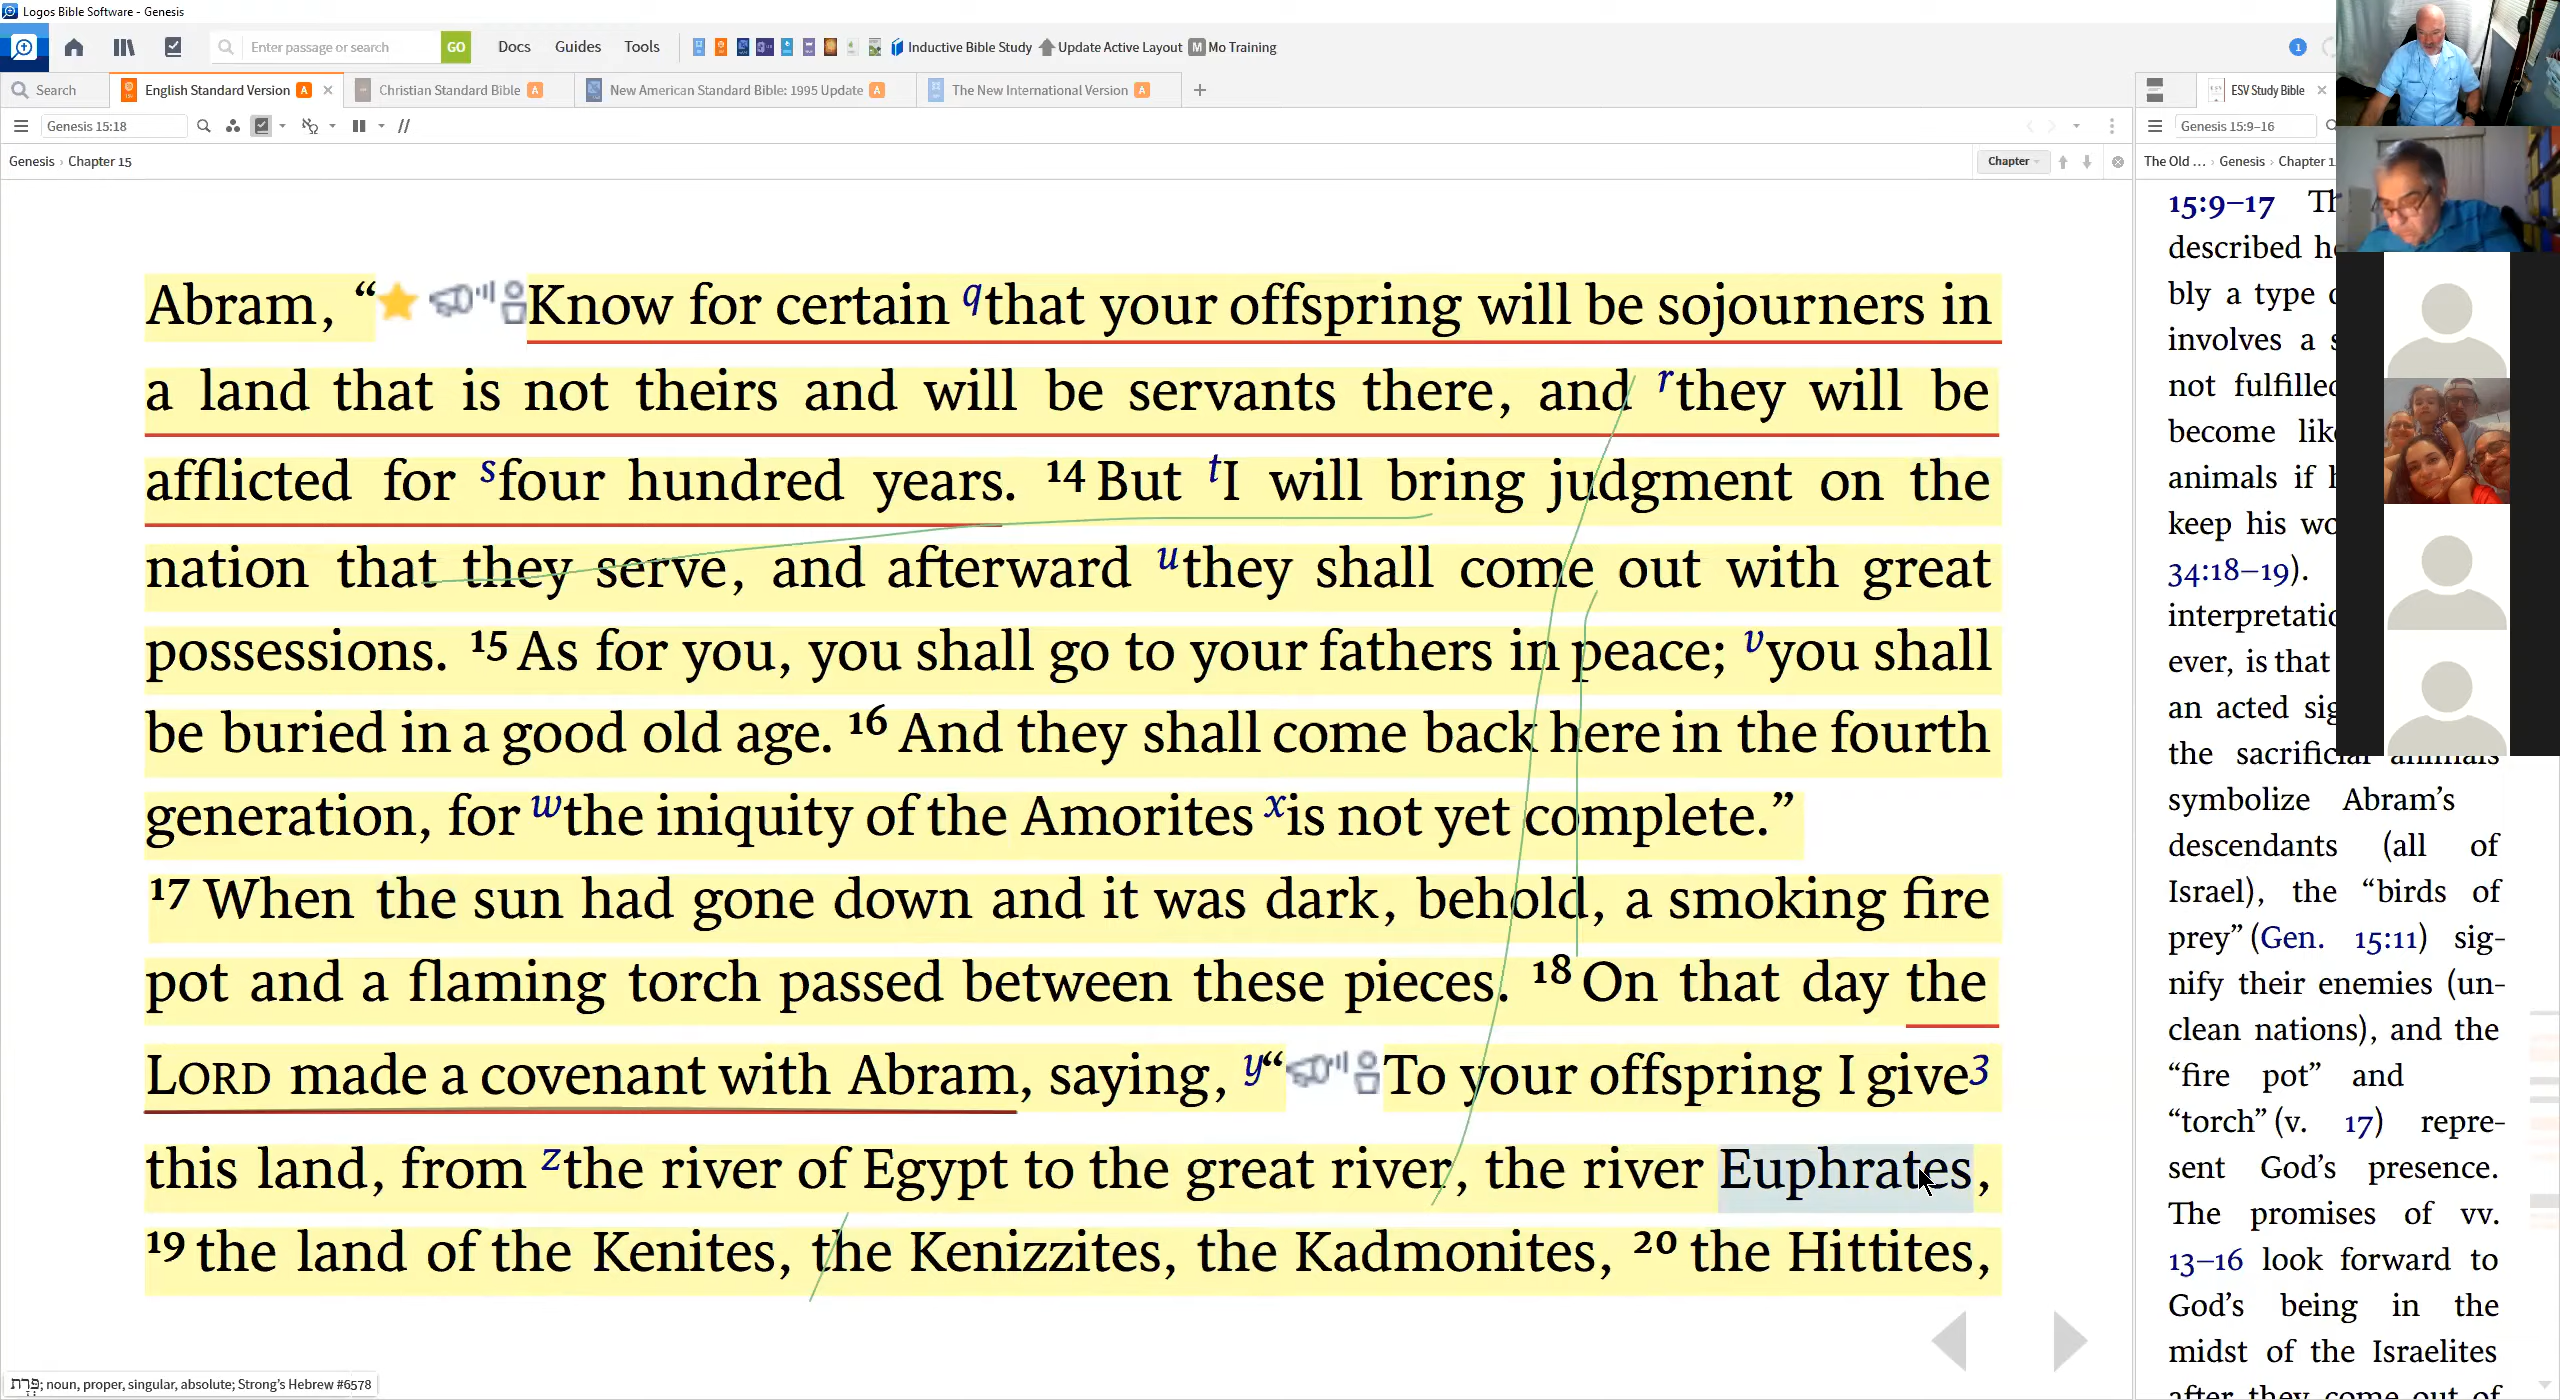 Logos Bible Software - Genesis
Enter passage or search GO Docs Guides Tools Inductive Bible Study Update Active Layout M Mo Training 1
Search English Standard Version A Christian Standard Bible A New American Standard Bible: 1995 Update A The New International Version A
Genesis 15:18
Genesis › Chapter 15 Chapter
Abram, “Know for certain qthat your offspring will be sojourners in
a land that is not theirs and will be servants there, and rthey will be
afflicted for sfour hundred years. 14 But tI will bring judgment on the
nation that they serve, and afterward uthey shall come out with great
possessions. 15 As for you, you shall go to your fathers in peace; vyou shall
be buried in a good old age. 16 And they shall come back here in the fourth
generation, for wthe iniquity of the Amorites xis not yet complete.”
17 When the sun had gone down and it was dark, behold, a smoking fire
pot and a flaming torch passed between these pieces. 18 On that day the
LORD made a covenant with Abram, saying, y“To your offspring I give3
this land, from zthe river of Egypt to the great river, the river Euphrates,
19 the land of the Kenites, the Kenizzites, the Kadmonites, 20 the Hittites,
פְּרָת; noun, proper, singular, absolute; Strong’s Hebrew #6578
ESV Study Bible
Genesis 15:9–16
The Old ... › Genesis › Chapter 1
15:9–17
described
bly a type
involves a
not fulfilled
become
animals if
keep his
34:18–19).
ever, is that
an acted
the sacrificial animals
symbolize Abram’s
descendants (all of
Israel), the “birds of
prey” (Gen. 15:11) sig-
nify their enemies (un-
clean nations), and the
“fire pot” and
“torch” (v. 17) repre-
sent God’s presence.
The promises of vv.
13–16 look forward to
God’s being in the
midst of the Israelites
after they come out of